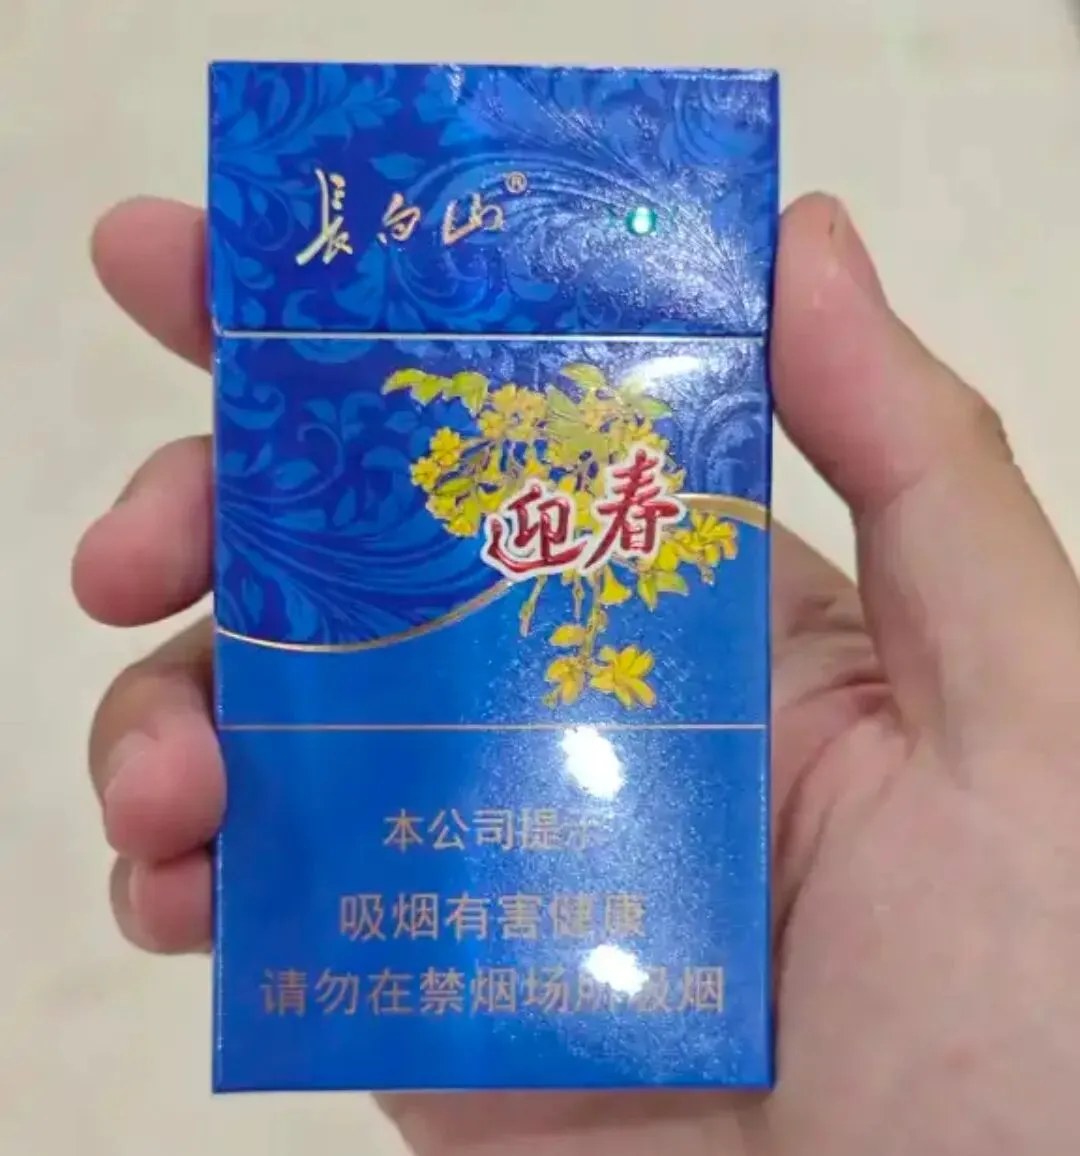 長白山®
迎春
本公司提示
吸烟有害健康
请勿在禁烟场所吸烟